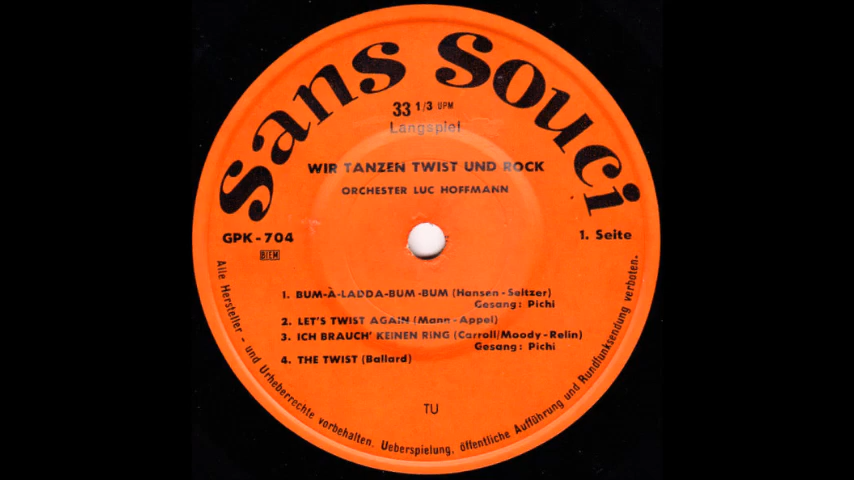 Sans Souci
33 1/3 UPM
Langspiel
WIR TANZEN TWIST UND ROCK
ORCHESTER LUC HOFFMANN
GPK-704
1. Seite
BIEM
1. BUM-À-LADDA-BUM-BUM (Hansen-Seltzer)
Gesang: Pichi
2. LET'S TWIST AGAIN (Mann-Appel)
3. ICH BRAUCH' KEINEN RING (Carroll/Moody-Relin)
Gesang: Pichi
4. THE TWIST (Ballard)
TU
Alle Hersteller- und Urheberrechte vorbehalten. Ueberspielung, öffentliche Aufführung und Rundfunksendung verboten.